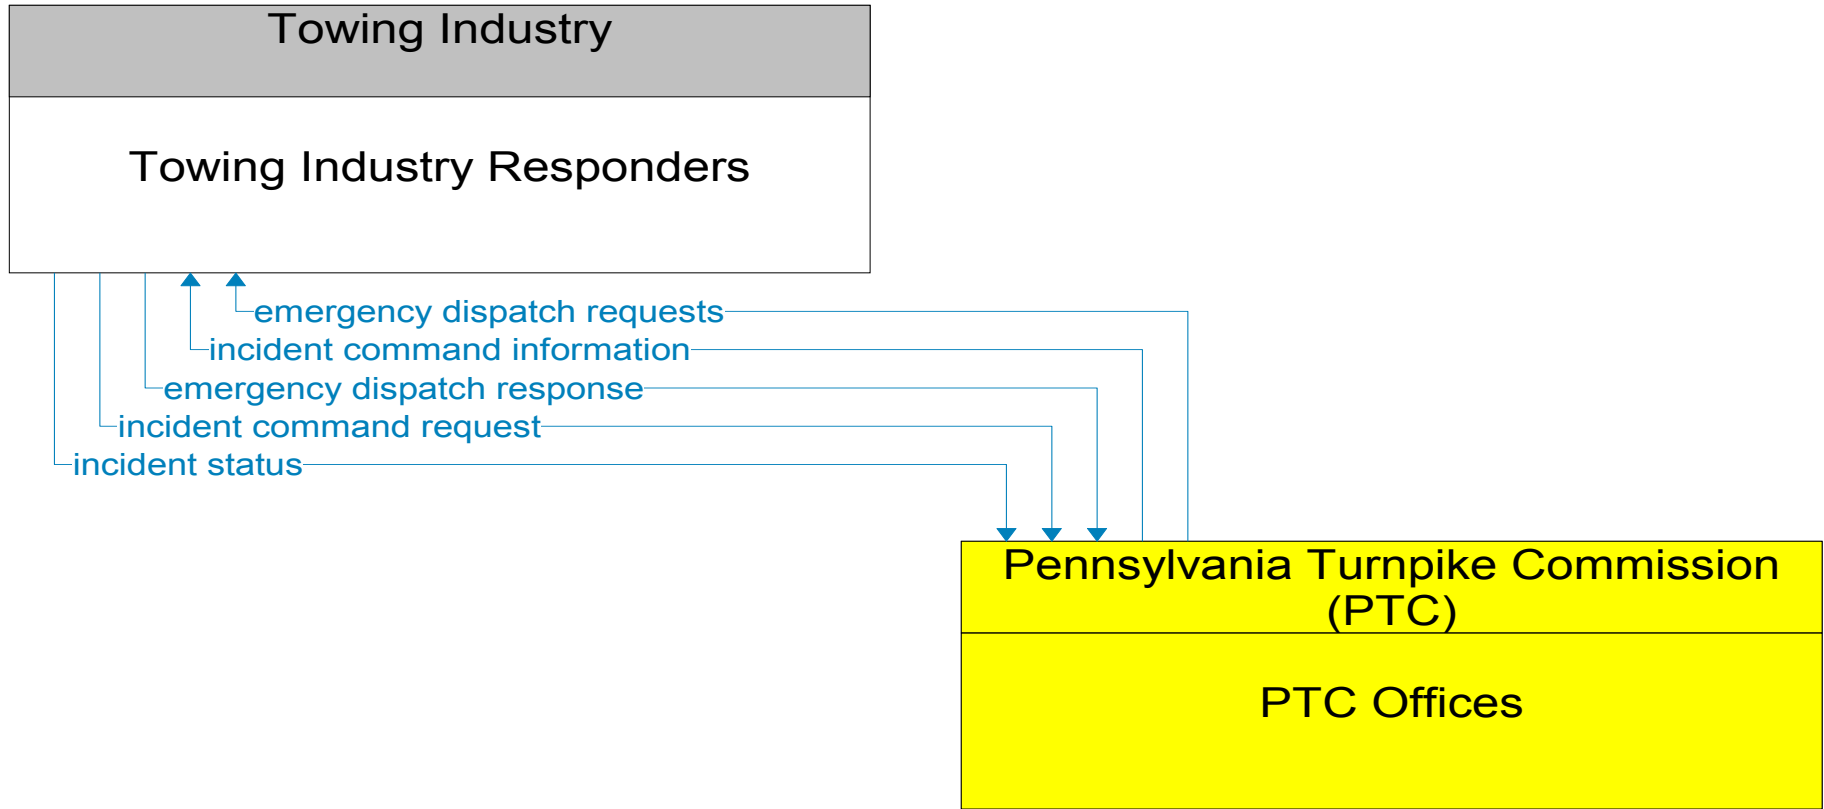 Towing Industry
Towing Industry Responders
emergency dispatch requests
incident command information
emergency dispatch response
incident command request
incident status
Pennsylvania Turnpike Commission
(PTC)
PTC Offices